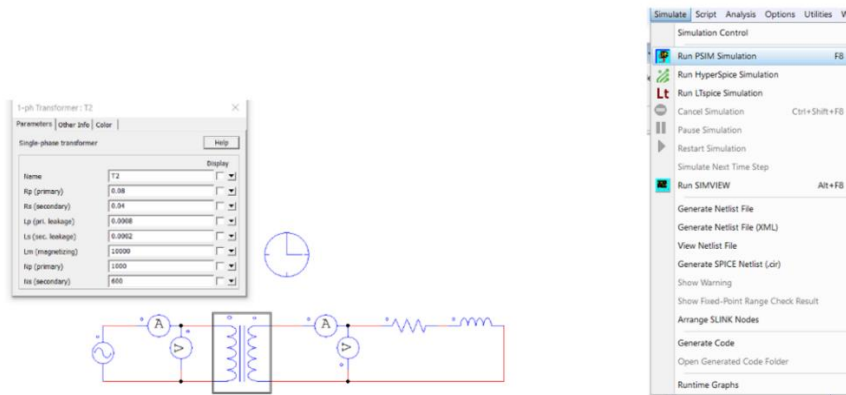 1-ph Transformer : T2
Parameters Other Info Color
Single-phase transformer Help
Display
Name T2
Rp (primary) 0.08
Rs (secondary) 0.04
Lp (pri. leakage) 0.0008
Ls (sec. leakage) 0.0002
Lm (magnetizing) 10000
Np (primary) 1000
Ns (secondary) 600
A
V
A
V
Simulate Script Analysis Options Utilities W
Simulation Control
Run PSIM Simulation F8
Run HyperSpice Simulation
Lt Run LTspice Simulation
Cancel Simulation Ctrl+Shift+F8
Pause Simulation
Restart Simulation
Simulate Next Time Step
Run SIMVIEW Alt+F8
Generate Netlist File
Generate Netlist File (XML)
View Netlist File
Generate SPICE Netlist (.cir)
Show Warning
Show Fixed-Point Range Check Result
Arrange SLINK Nodes
Generate Code
Open Generated Code Folder
Runtime Graphs